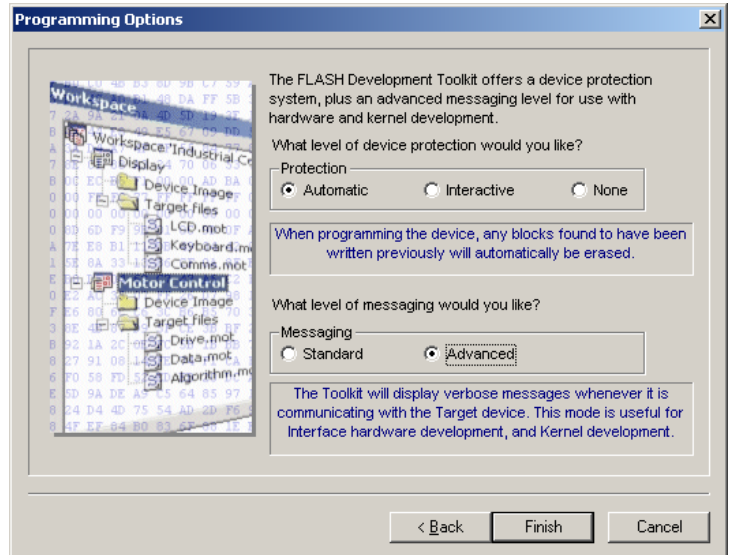 Programming Options
The FLASH Development Toolkit offers a device protection
system, plus an advanced messaging level for use with
hardware and kernel development.
What level of device protection would you like?
Protection
Automatic Interactive None
When programming the device, any blocks found to have been
written previously will automatically be erased.
What level of messaging would you like?
Messaging
Standard Advanced
The Toolkit will display verbose messages whenever it is
communicating with the Target device. This mode is useful for
Interface hardware development, and Kernel development.
Workspace
Workspace 'Industrial Co
Display
Device Image
Target files
LCD.mot
Keyboard.m
Comms.mot
Motor Control
Device Image
Target files
Drive.mot
Data.mot
Algorithm.mo
< Back Finish Cancel